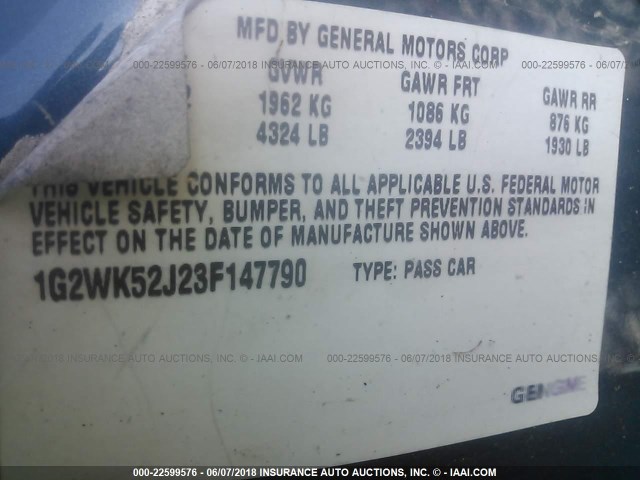 MFD BY GENERAL MOTORS CORP
000-22599576 - 06/07/2018 INSURANCE AUTO AUCTIONS, INC. - IAAI.COM
GVWR GAWR FRT GAWR RR
1962 KG 1086 KG 876 KG
4324 LB 2394 LB 1930 LB
THIS VEHICLE CONFORMS TO ALL APPLICABLE U.S. FEDERAL MOTOR
VEHICLE SAFETY, BUMPER, AND THEFT PREVENTION STANDARDS IN
EFFECT ON THE DATE OF MANUFACTURE SHOWN ABOVE.
1G2WK52J23F147790 TYPE: PASS CAR
000-22599576 - 06/07/2018 INSURANCE AUTO AUCTIONS, INC. - IAAI.COM
000-22599576 - 06/07/2018 INSURANCE AUTO AUCTIONS, INC. - IAAI.COM